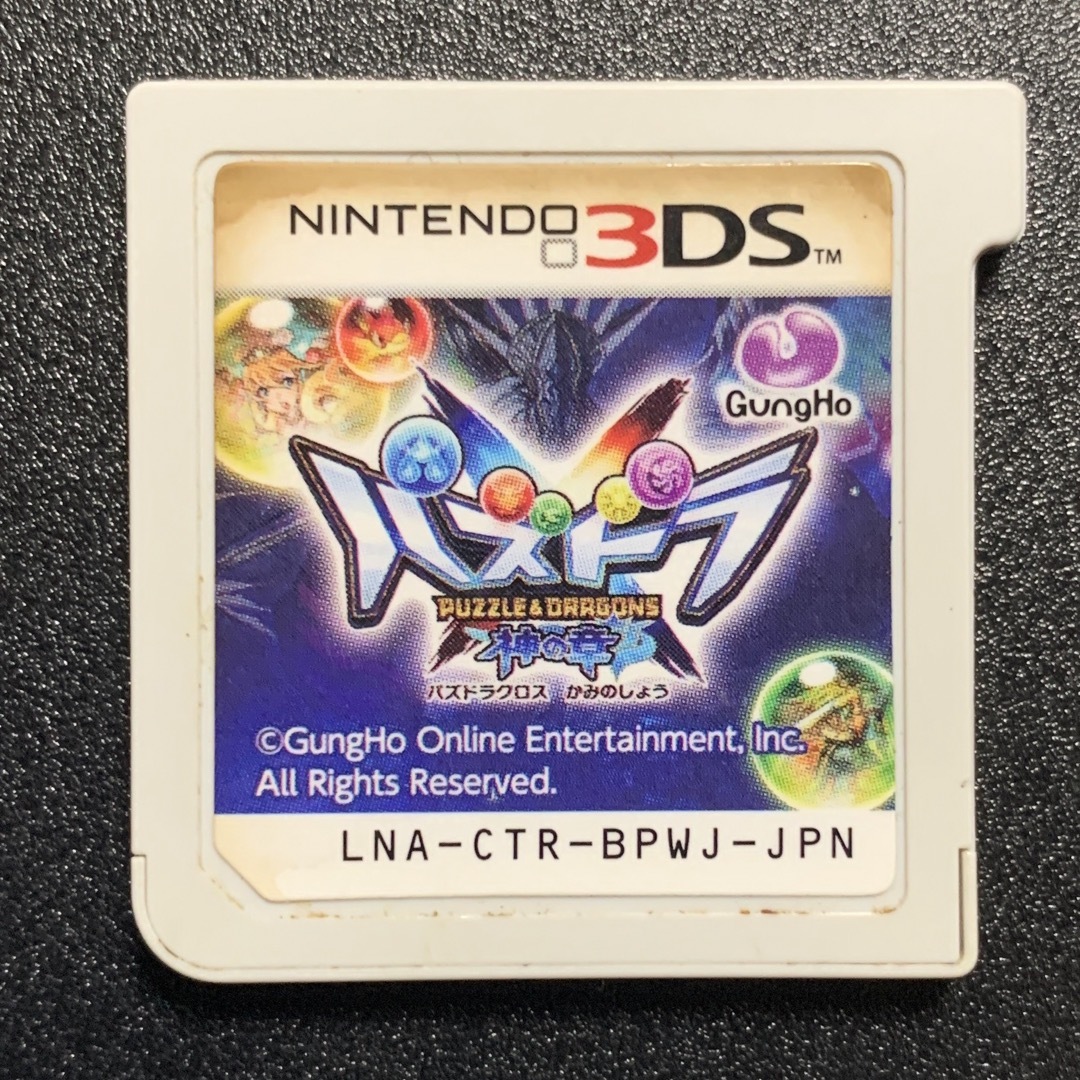 NINTENDO 3DS™
GungHo
パズドラ
PUZZLE & DRAGONS
神の章
パズドラクロス かみのしょう
©GungHo Online Entertainment, Inc.
All Rights Reserved.
LNA-CTR-BPWJ-JPN